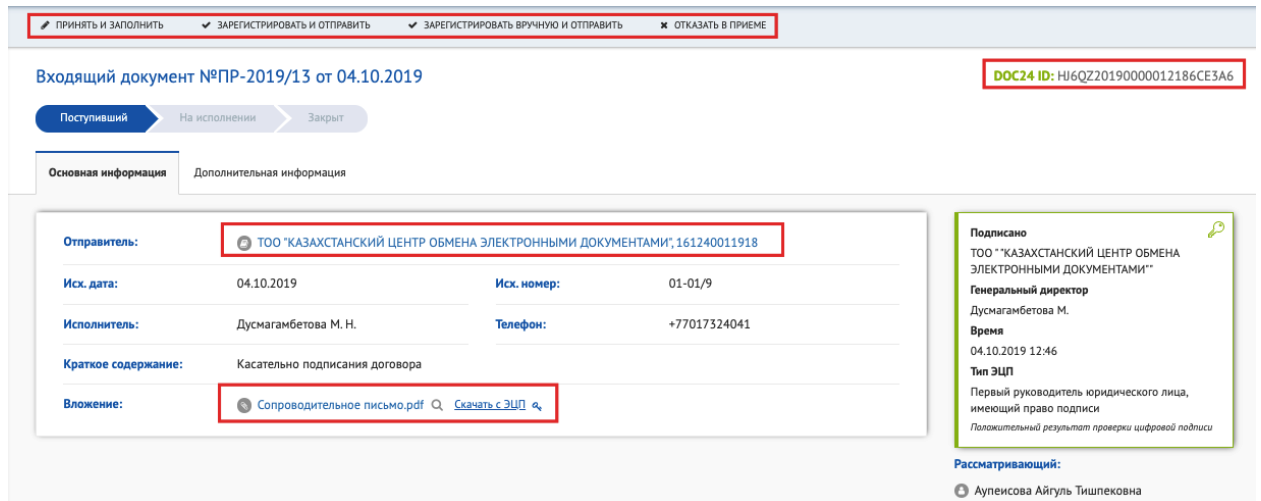 ПРИНЯТЬ И ЗАПОЛНИТЬ ЗАРЕГИСТРИРОВАТЬ И ОТПРАВИТЬ ЗАРЕГИСТРИРОВАТЬ ВРУЧНУЮ И ОТПРАВИТЬ ОТКАЗАТЬ В ПРИЕМЕ
Входящий документ №ПР-2019/13 от 04.10.2019
DOC24 ID: HJ6QZ20190000012186CE3A6
Поступивший На исполнении Закрыт
Основная информация Дополнительная информация
Отправитель: ТОО "КАЗАХСТАНСКИЙ ЦЕНТР ОБМЕНА ЭЛЕКТРОННЫМИ ДОКУМЕНТАМИ", 161240011918
Исх. дата: 04.10.2019 Исх. номер: 01-01/9
Исполнитель: Дусмагамбетова М. Н. Телефон: +77017324041
Краткое содержание: Касательно подписания договора
Вложение: Сопроводительное письмо.pdf Скачать с ЭЦП
Подписано
ТОО " "КАЗАХСТАНСКИЙ ЦЕНТР ОБМЕНА
ЭЛЕКТРОННЫМИ ДОКУМЕНТАМИ""
Генеральный директор
Дусмагамбетова М.
Время
04.10.2019 12:46
Тип ЭЦП
Первый руководитель юридического лица,
имеющий право подписи
Положительный результат проверки цифровой подписи
Рассматривающий:
Аупеисова Айгуль Тишпековна